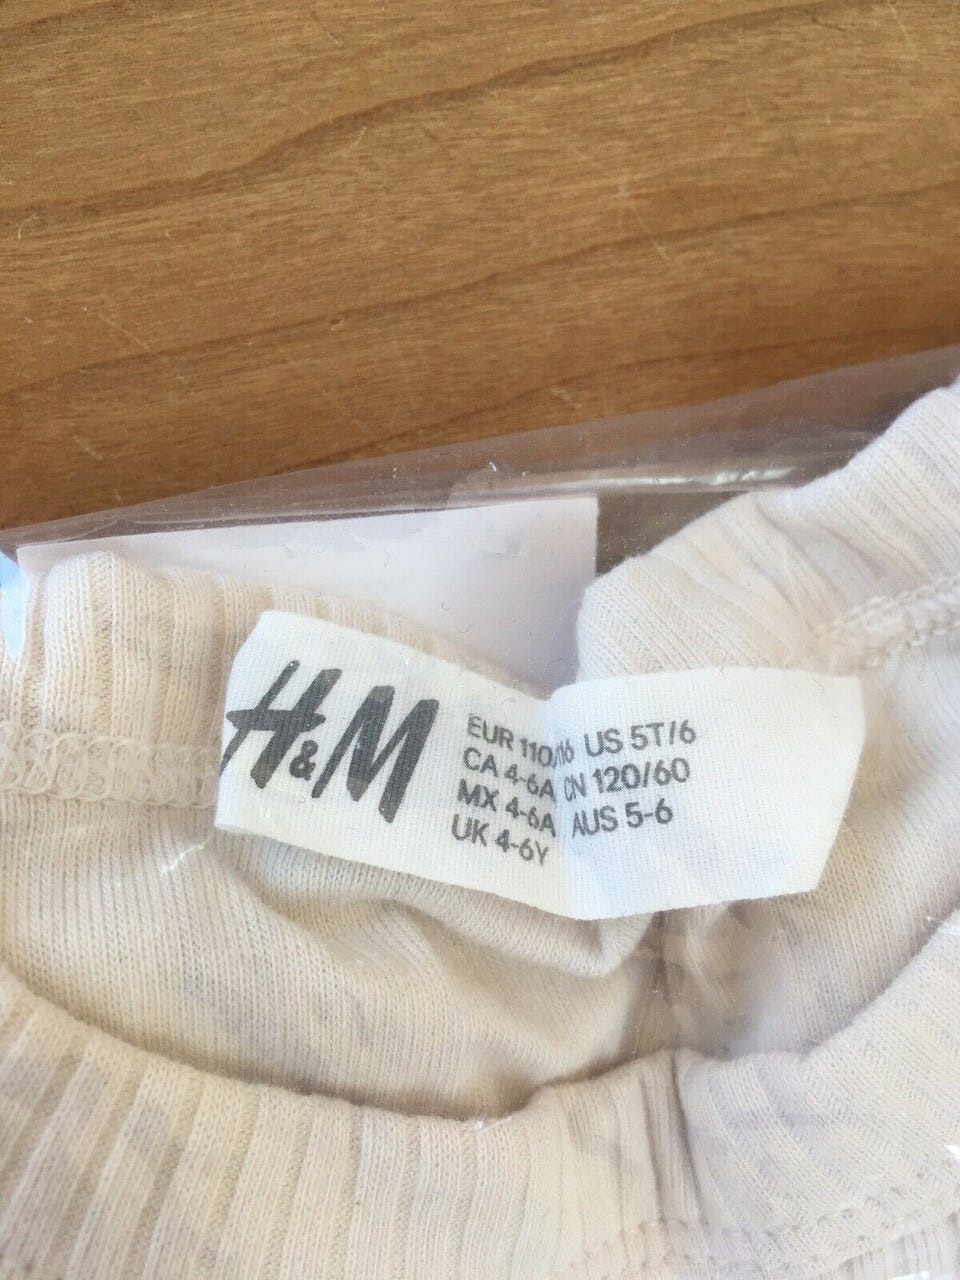 H&M
EUR 110/16 US 5T/6
CA 4-6A CN 120/60
MX 4-6A AUS 5-6
UK 4-6Y